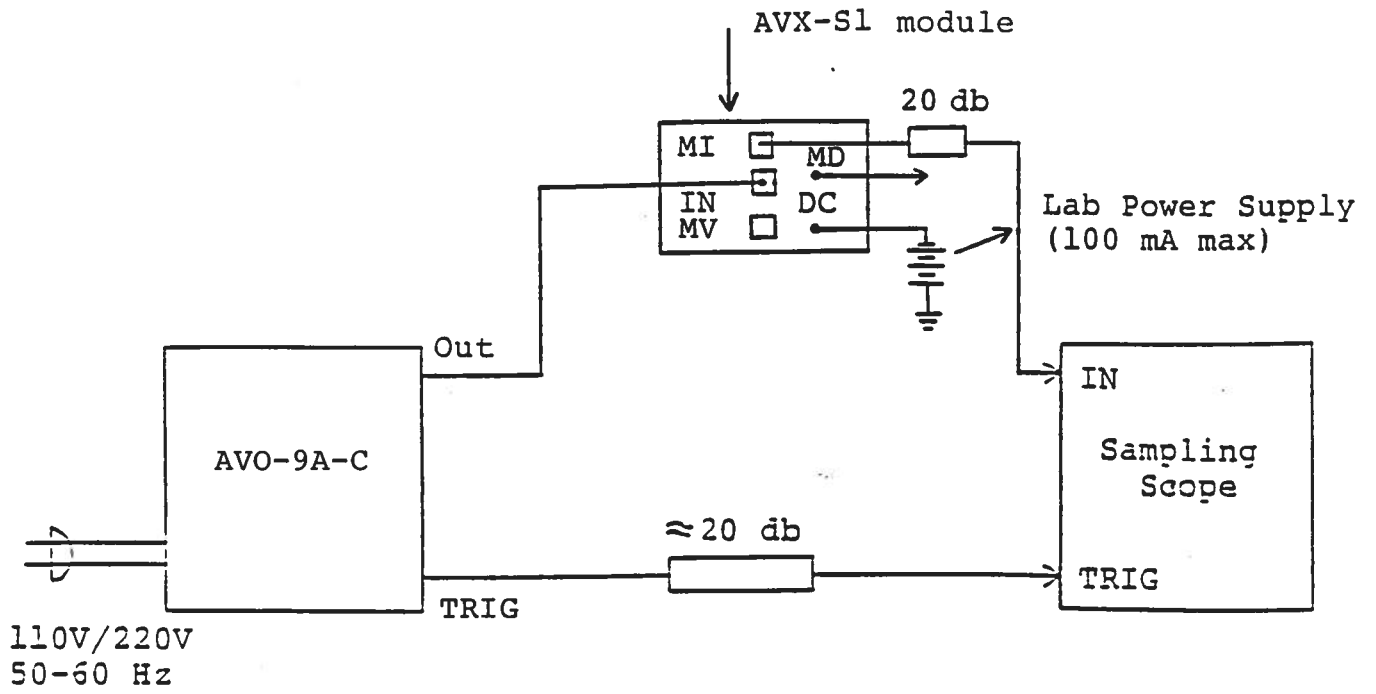 AVX-S1 module
20 db
MI
MD
IN
DC
MV
Lab Power Supply
(100 mA max)
Out
IN
AVO-9A-C
Sampling
Scope
≈20 db
TRIG
TRIG
110V/220V
50-60 Hz